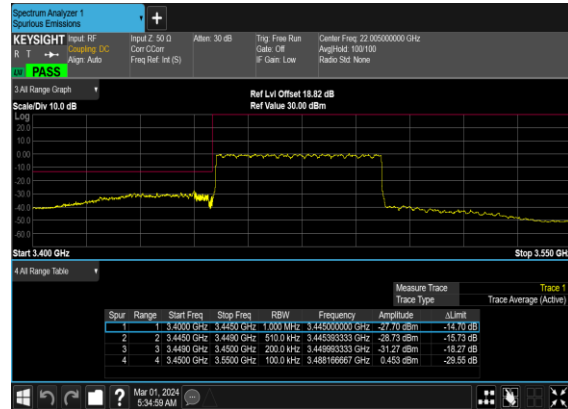 Spectrum Analyzer 1
Spurious Emissions
+
KEYSIGHT Input: RF Input Z: 50 Ω Atten: 30 dB Trig: Free Run Center Freq: 22.005000000 GHz
R T Coupling: DC Corr CCorr Gate: Off Avg|Hold: 100/100
Align: Auto Freq Ref: Int (S) IF Gain: Low Radio Std: None
LW PASS
3 All Range Graph
Ref Lvl Offset 18.82 dB
Scale/Div 10.0 dB Ref Value 30.00 dBm
Log
20.0
10.0
0.00
-10.0
-20.0
-30.0
-40.0
-50.0
-60.0
Start 3.400 GHz Stop 3.550 GHz
4 All Range Table
Measure Trace Trace 1
Trace Type Trace Average (Active)
Spur Range Start Freq Stop Freq RBW Frequency Amplitude ΔLimit
1 1 3.4000 GHz 3.4450 GHz 1.000 MHz 3.445000000 GHz -27.70 dBm -14.70 dB
2 2 3.4450 GHz 3.4490 GHz 510.0 kHz 3.445393333 GHz -28.73 dBm -15.73 dB
3 3 3.4490 GHz 3.4500 GHz 200.0 kHz 3.449993333 GHz -31.27 dBm -18.27 dB
4 4 3.4500 GHz 3.5500 GHz 100.0 kHz 3.488166667 GHz 0.453 dBm -29.55 dB
? Mar 01, 2024
5:34:59 AM